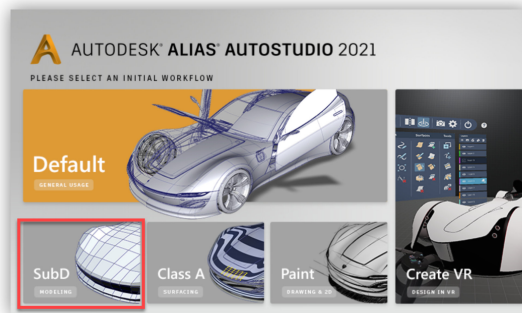 AUTODESK® ALIAS® AUTOSTUDIO 2021
PLEASE SELECT AN INITIAL WORKFLOW
Default
GENERAL USAGE
SubD
MODELING
Class A
SURFACING
Paint
DRAWING & 2D
Create VR
DESIGN IN VR